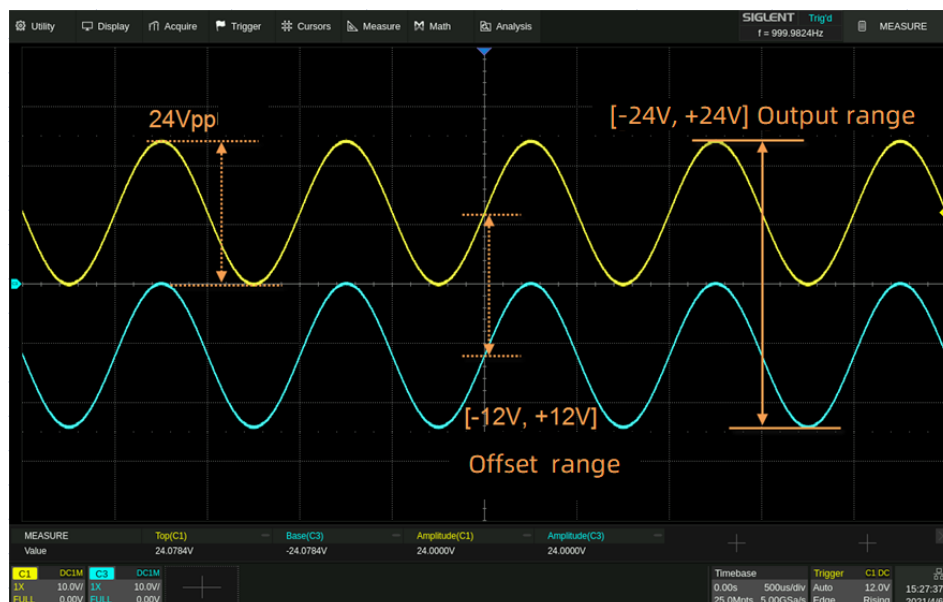 Utility Display Acquire Trigger Cursors Measure Math Analysis SIGLENT Trig'd MEASURE
f = 999.9824Hz
24Vpp
[-24V, +24V] Output range
[-12V, +12V]
Offset range
MEASURE Top(C1) Base(C3) Amplitude(C1) Amplitude(C3)
Value 24.0784V -24.0784V 24.0000V 24.0000V
C1 DC1M C3 DC1M Timebase Trigger C1 DC
1X 10.0V/ 1X 10.0V/ 0.00s 500us/div Auto 12.0V 15:27:37
FULL 0.00V FULL 0.00V 25.0Mpts 5.00GSa/s Edge Rising